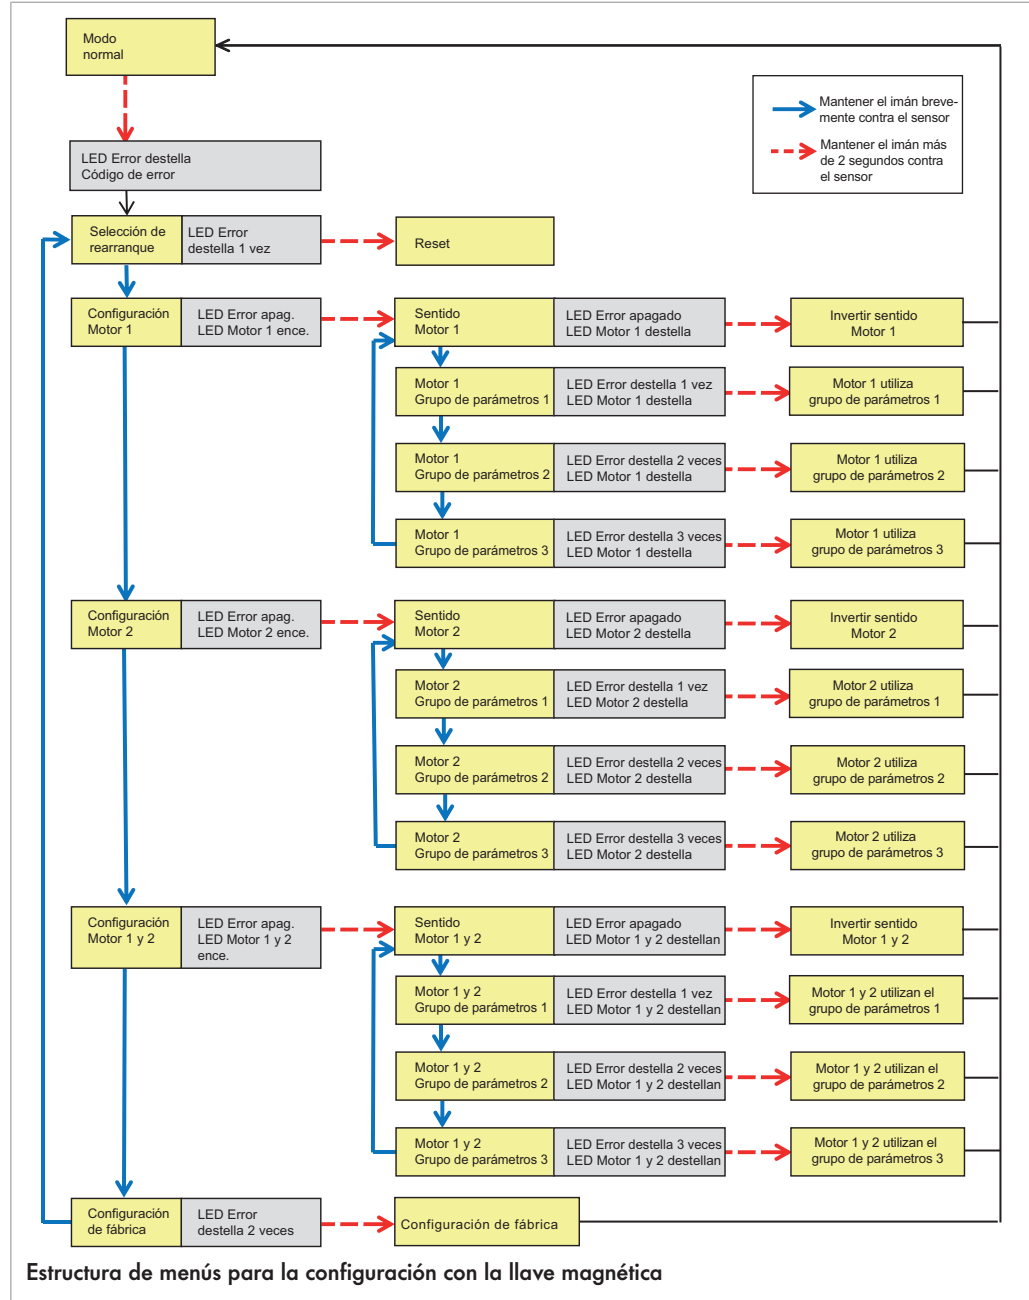 Modo
normal
Mantener el imán breve-
mente contra el sensor
Mantener el imán más
de 2 segundos contra
el sensor
LED Error destella
Código de error
Selección de
rearranque
LED Error
destella 1 vez
Reset
Configuración
Motor 1
LED Error apag.
LED Motor 1 ence.
Sentido
Motor 1
LED Error apagado
LED Motor 1 destella
Invertir sentido
Motor 1
Motor 1
Grupo de parámetros 1
LED Error destella 1 vez
LED Motor 1 destella
Motor 1 utiliza
grupo de parámetros 1
Motor 1
Grupo de parámetros 2
LED Error destella 2 veces
LED Motor 1 destella
Motor 1 utiliza
grupo de parámetros 2
Motor 1
Grupo de parámetros 3
LED Error destella 3 veces
LED Motor 1 destella
Motor 1 utiliza
grupo de parámetros 3
Configuración
Motor 2
LED Error apag.
LED Motor 2 ence.
Sentido
Motor 2
LED Error apagado
LED Motor 2 destella
Invertir sentido
Motor 2
Motor 2
Grupo de parámetros 1
LED Error destella 1 vez
LED Motor 2 destella
Motor 2 utiliza
grupo de parámetros 1
Motor 2
Grupo de parámetros 2
LED Error destella 2 veces
LED Motor 2 destella
Motor 2 utiliza
grupo de parámetros 2
Motor 2
Grupo de parámetros 3
LED Error destella 3 veces
LED Motor 2 destella
Motor 2 utiliza
grupo de parámetros 3
Configuración
Motor 1 y 2
LED Error apag.
LED Motor 1 y 2
ence.
Sentido
Motor 1 y 2
LED Error apagado
LED Motor 1 y 2 destellan
Invertir sentido
Motor 1 y 2
Motor 1 y 2
Grupo de parámetros 1
LED Error destella 1 vez
LED Motor 1 y 2 destellan
Motor 1 y 2 utilizan el
grupo de parámetros 1
Motor 1 y 2
Grupo de parámetros 2
LED Error destella 2 veces
LED Motor 1 y 2 destellan
Motor 1 y 2 utilizan el
grupo de parámetros 2
Motor 1 y 2
Grupo de parámetros 3
LED Error destella 3 veces
LED Motor 1 y 2 destellan
Motor 1 y 2 utilizan el
grupo de parámetros 3
Configuración
de fábrica
LED Error
destella 2 veces
Configuración de fábrica
Estructura de menús para la configuración con la llave magnética